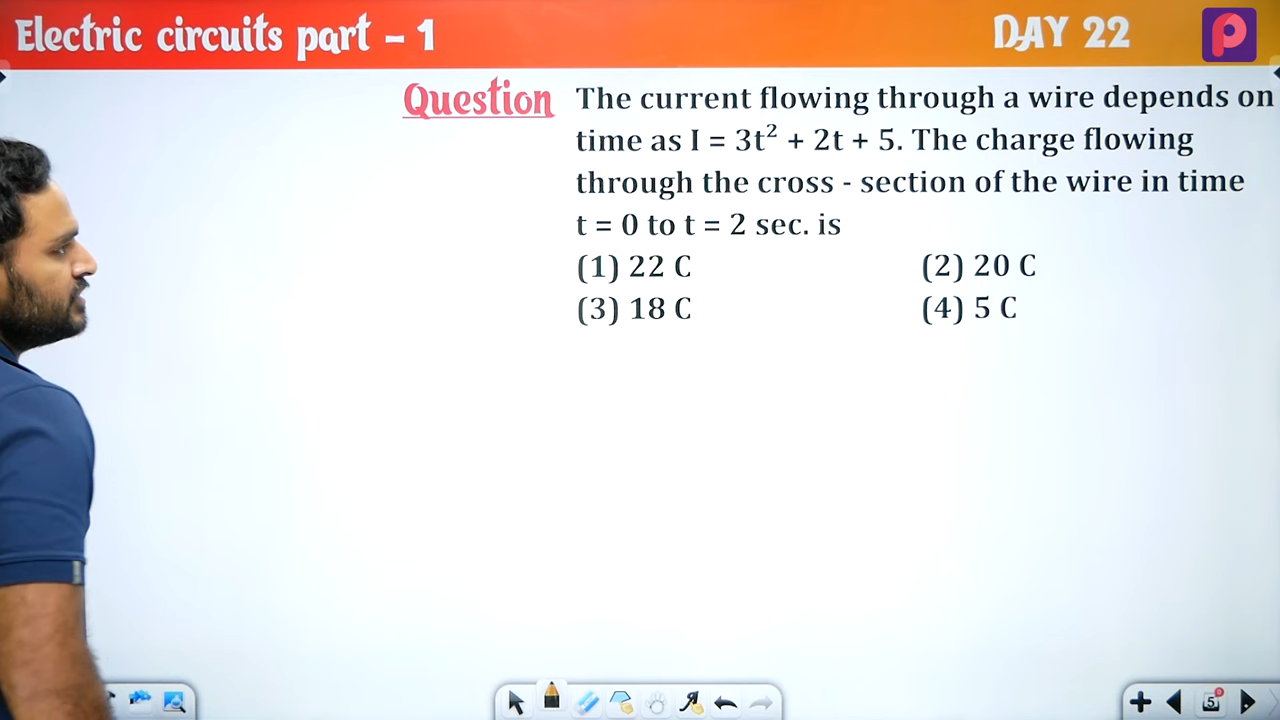 Electric circuits part - 1
DAY 22
Question
The current flowing through a wire depends on
time as I = 3t² + 2t + 5. The charge flowing
through the cross - section of the wire in time
t = 0 to t = 2 sec. is
(1) 22 C
(2) 20 C
(3) 18 C
(4) 5 C
5